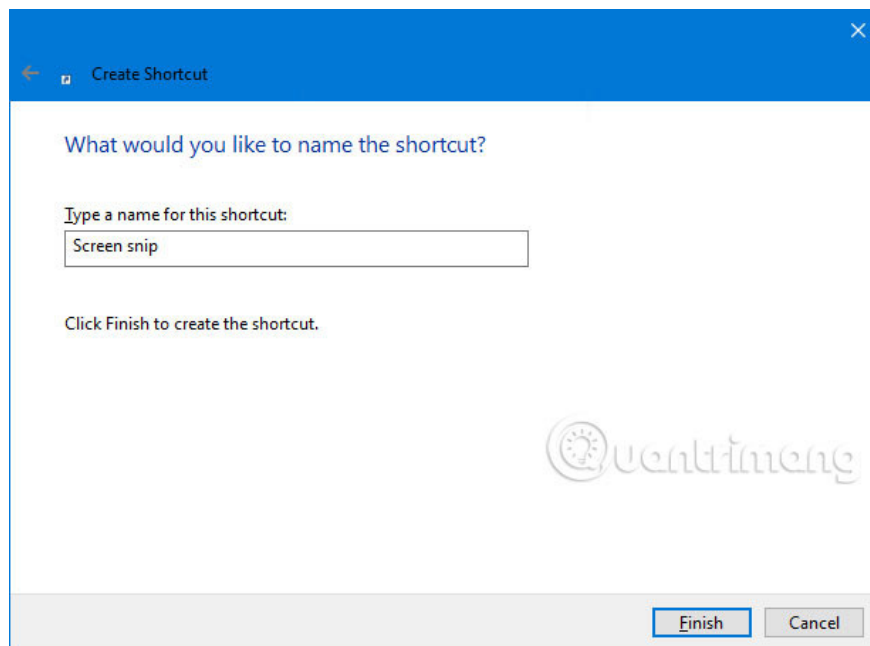 Create Shortcut
What would you like to name the shortcut?
Type a name for this shortcut:
Screen snip
Click Finish to create the shortcut.
Quantrimang
Finish
Cancel